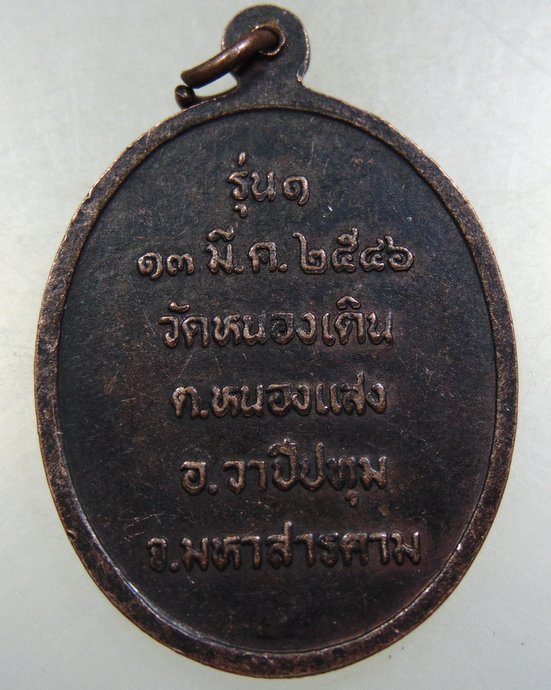 รุ่น๑
๑๓ มี.ค. ๒๕๔๖
วัดหนองเติน
ต.หนองแสง
อ.วาปีปทุม
จ.มหาสารคาม